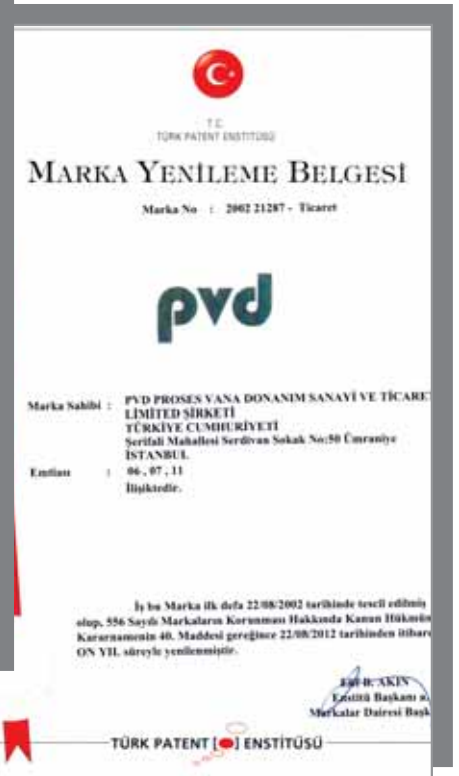 T.C.
TÜRK PATENT ENSTİTÜSÜ
MARKA YENİLEME BELGESİ
Marka No : 2002 21287 - Ticaret
pvd
Marka Sahibi : PVD PROSES VANA DONANIM SANAYİ VE TİCARE
LİMİTED ŞİRKETİ
TÜRKİYE CUMHURİYETİ
Şerifali Mahallesi Serdivan Sokak No:50 Ümraniye
İSTANBUL
Emtiası : 06 , 07 , 11
İlişiktedir.
İş bu Marka ilk defa 22/08/2002 tarihinde tescil edilmiş
olup, 556 Sayılı Markaların Korunması Hakkında Kanun Hükmün
Kararnamenin 40. Maddesi gereğince 22/08/2012 tarihinden itibare
ON YIL süreyle yenilenmiştir.
B. AKIN
Enstitü Başkanı a.
Markalar Dairesi Başk
TÜRK PATENT ENSTİTÜSÜ